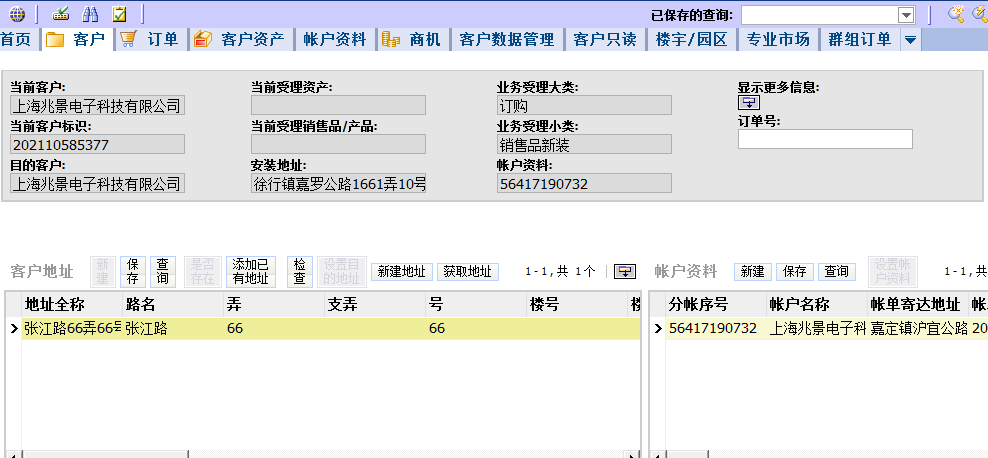 已保存的查询:
首页 客户 订单 客户资产 帐户资料 商机 客户数据管理 客户只读 楼宇/园区 专业市场 群组订单
当前客户: 当前受理资产: 业务受理大类: 显示更多信息:
上海兆景电子科技有限公司 订购
当前客户标识: 当前受理销售品/产品: 业务受理小类: 订单号:
202110585377 销售品新装
目的客户: 安装地址: 帐户资料:
上海兆景电子科技有限公司 徐行镇嘉罗公路1661弄10号 56417190732
客户地址 新建 保存 查询 是否存在 添加已有地址 检查 设置目的地址 新建地址 获取地址 1-1,共 1个 帐户资料 新建 保存 查询 设置帐户资料 1-1,共
地址全称 路名 弄 支弄 号 楼号 分帐序号 帐户名称 帐单寄达地址 帐
张江路66弄66号 张江路 66 66 56417190732 上海兆景电子科 嘉定镇沪宜公路 20